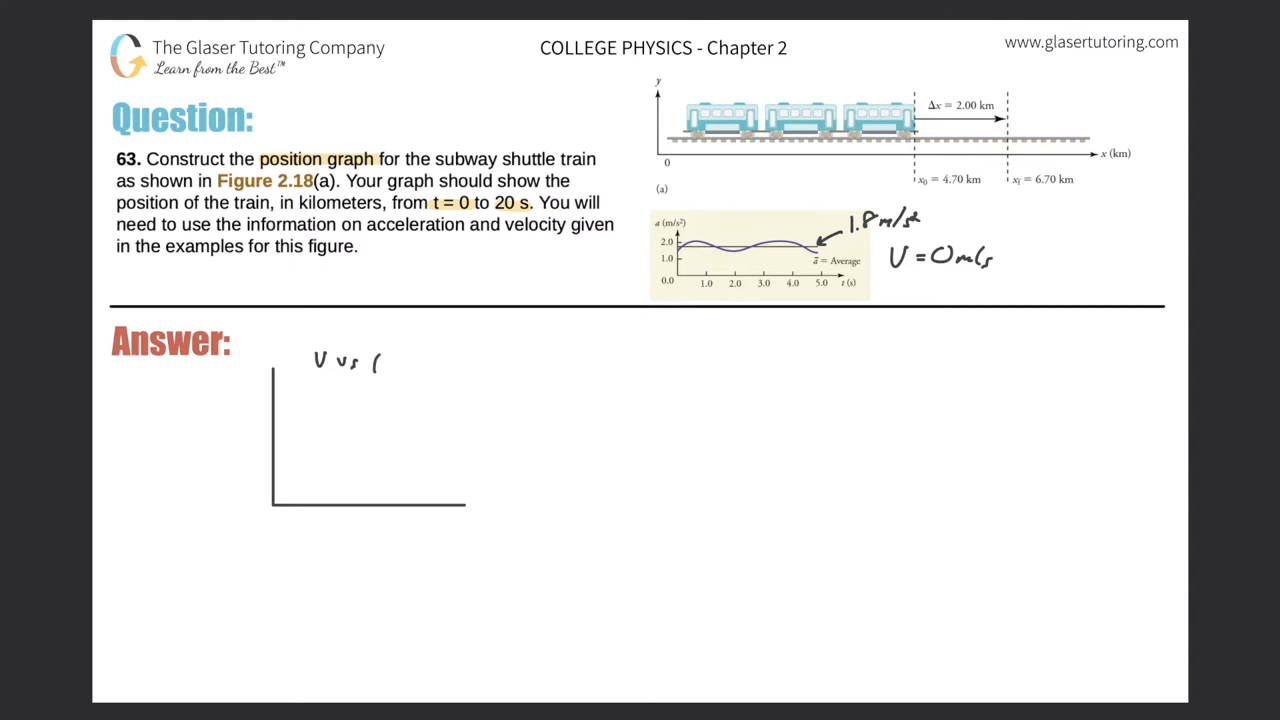 The Glaser Tutoring Company
Learn from the Best™
COLLEGE PHYSICS - Chapter 2
www.glasertutoring.com
Question:
63. Construct the position graph for the subway shuttle train
as shown in Figure 2.18(a). Your graph should show the
position of the train, in kilometers, from t = 0 to 20 s. You will
need to use the information on acceleration and velocity given
in the examples for this figure.
y
Δx = 2.00 km
0
x (km)
x₀ = 4.70 km
x_f = 6.70 km
(a)
a (m/s²)
2.0
1.0
0.0
1.0 2.0 3.0 4.0 5.0 t (s)
ā = Average
1.8 m/s²
V = 0 m/s
Answer:
V vs (